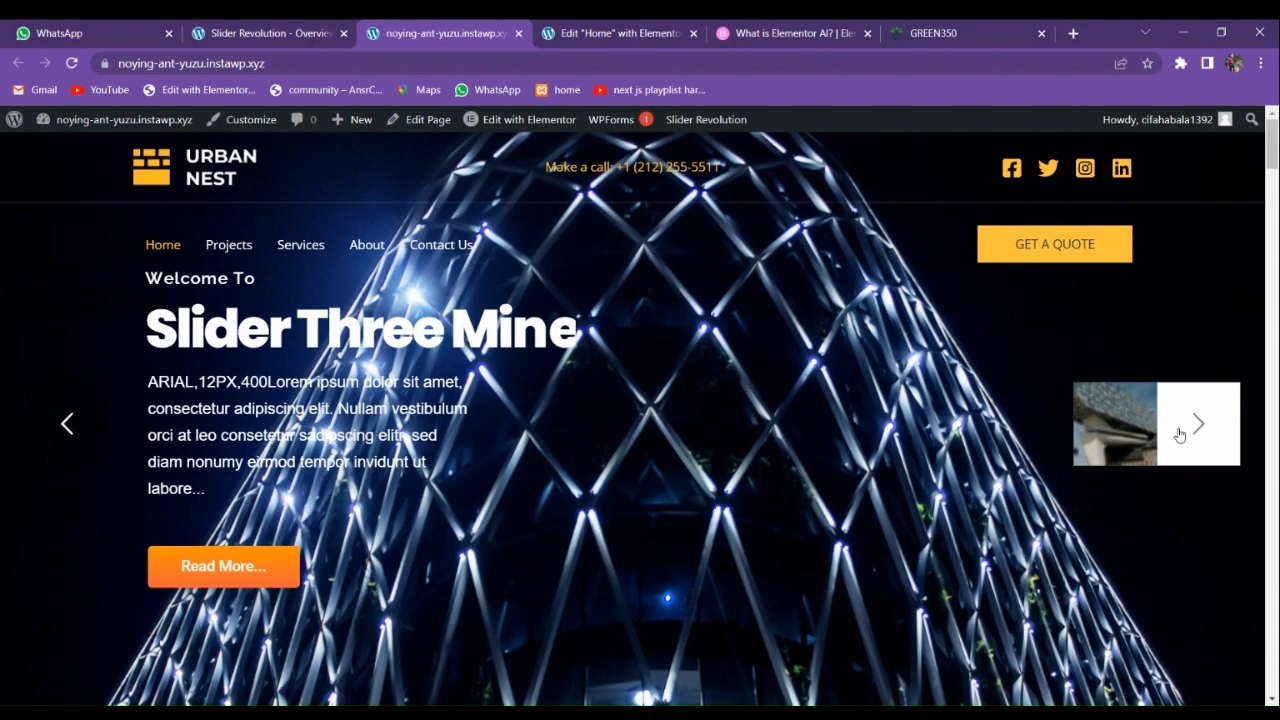 WhatsApp
Slider Revolution - Overview
noying-ant-yuzu.instawp.xy
Edit "Home" with Elemento
What is Elementor AI? | Ele
GREEN350
noying-ant-yuzu.instawp.xyz
Gmail
YouTube
Edit with Elementor...
community – AnsrC...
Maps
WhatsApp
home
next js playplist har...
noying-ant-yuzu.instawp.xyz
Customize
0
New
Edit Page
Edit with Elementor
WPForms 1
Slider Revolution
Howdy, cifahabala1392
URBAN
NEST
Make a call: +1 (212) 255-5511
Home
Projects
Services
About
Contact Us
GET A QUOTE
Welcome To
Slider Three Mine
ARIAL,12PX,400Lorem ipsum dolor sit amet,
consectetur adipiscing elit. Nullam vestibulum
orci at leo consetetur sadipscing elitr, sed
diam nonumy eirmod tempor invidunt ut
labore...
Read More...